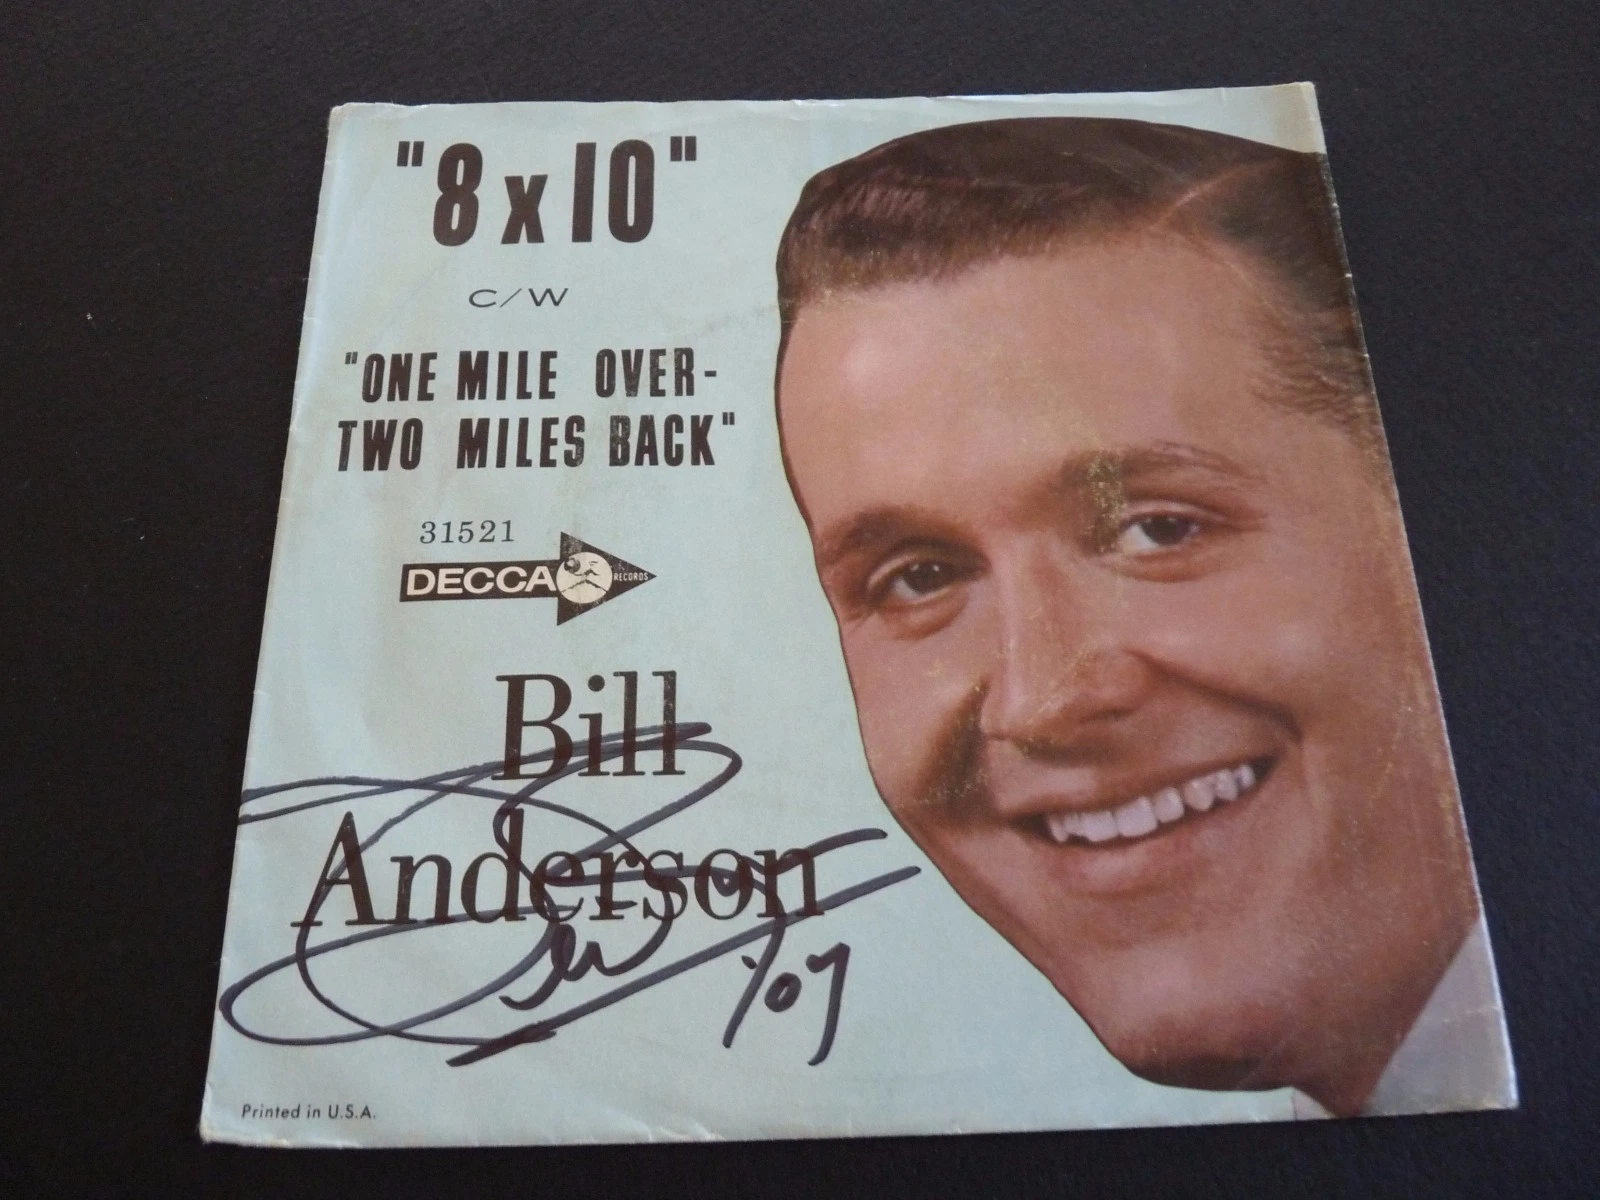 "8 x 10"
C/W
"ONE MILE OVER-
TWO MILES BACK"
31521
DECCA RECORDS
Bill
Anderson
'07
Printed in U.S.A.